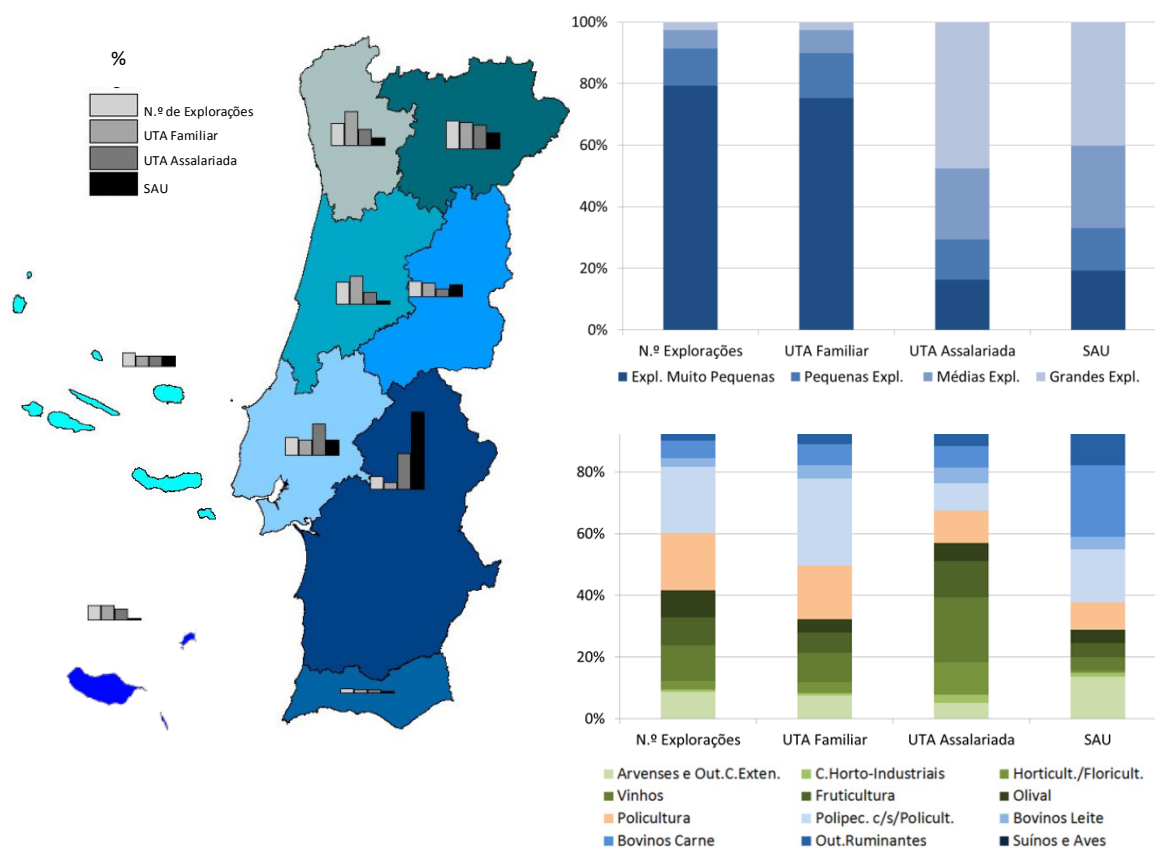 %
N.º de Explorações
UTA Familiar
UTA Assalariada
SAU
100%
80%
60%
40%
20%
0%
N.º Explorações UTA Familiar UTA Assalariada SAU
Expl. Muito Pequenas Pequenas Expl. Médias Expl. Grandes Expl.
80%
60%
40%
20%
0%
N.º Explorações UTA Familiar UTA Assalariada SAU
Arvenses e Out.C.Exten. C.Horto-Industriais Horticult./Floricult.
Vinhos Fruticultura Olival
Policultura Polipec. c/s/Policult. Bovinos Leite
Bovinos Carne Out.Ruminantes Suínos e Aves